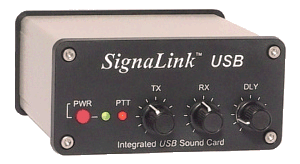 SignaLink™ USB
TX RX DLY
PWR PTT
Integrated USB Sound Card